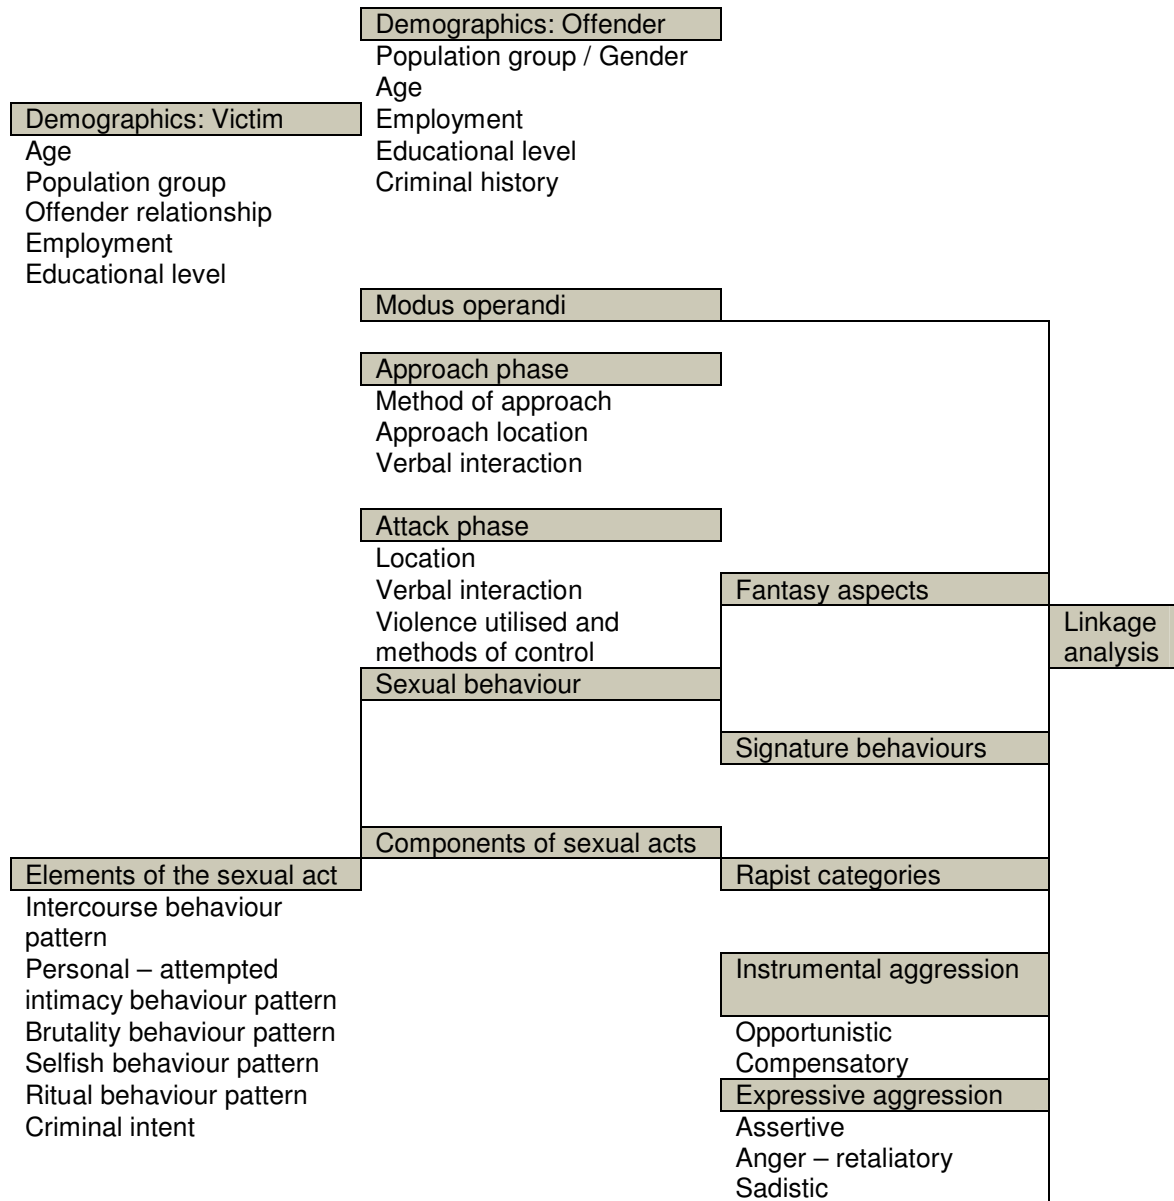 Demographics: Offender
Population group / Gender
Age
Employment
Educational level
Criminal history
Demographics: Victim
Age
Population group
Offender relationship
Employment
Educational level
Modus operandi
Approach phase
Method of approach
Approach location
Verbal interaction
Attack phase
Location
Verbal interaction
Violence utilised and
methods of control
Sexual behaviour
Fantasy aspects
Linkage
analysis
Signature behaviours
Components of sexual acts
Elements of the sexual act
Intercourse behaviour
pattern
Personal – attempted
intimacy behaviour pattern
Brutality behaviour pattern
Selfish behaviour pattern
Ritual behaviour pattern
Criminal intent
Rapist categories
Instrumental aggression
Opportunistic
Compensatory
Expressive aggression
Assertive
Anger – retaliatory
Sadistic